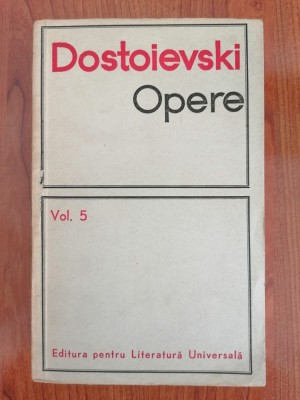 Dostoievski
Opere
Vol. 5
Editura pentru Literatură Universală